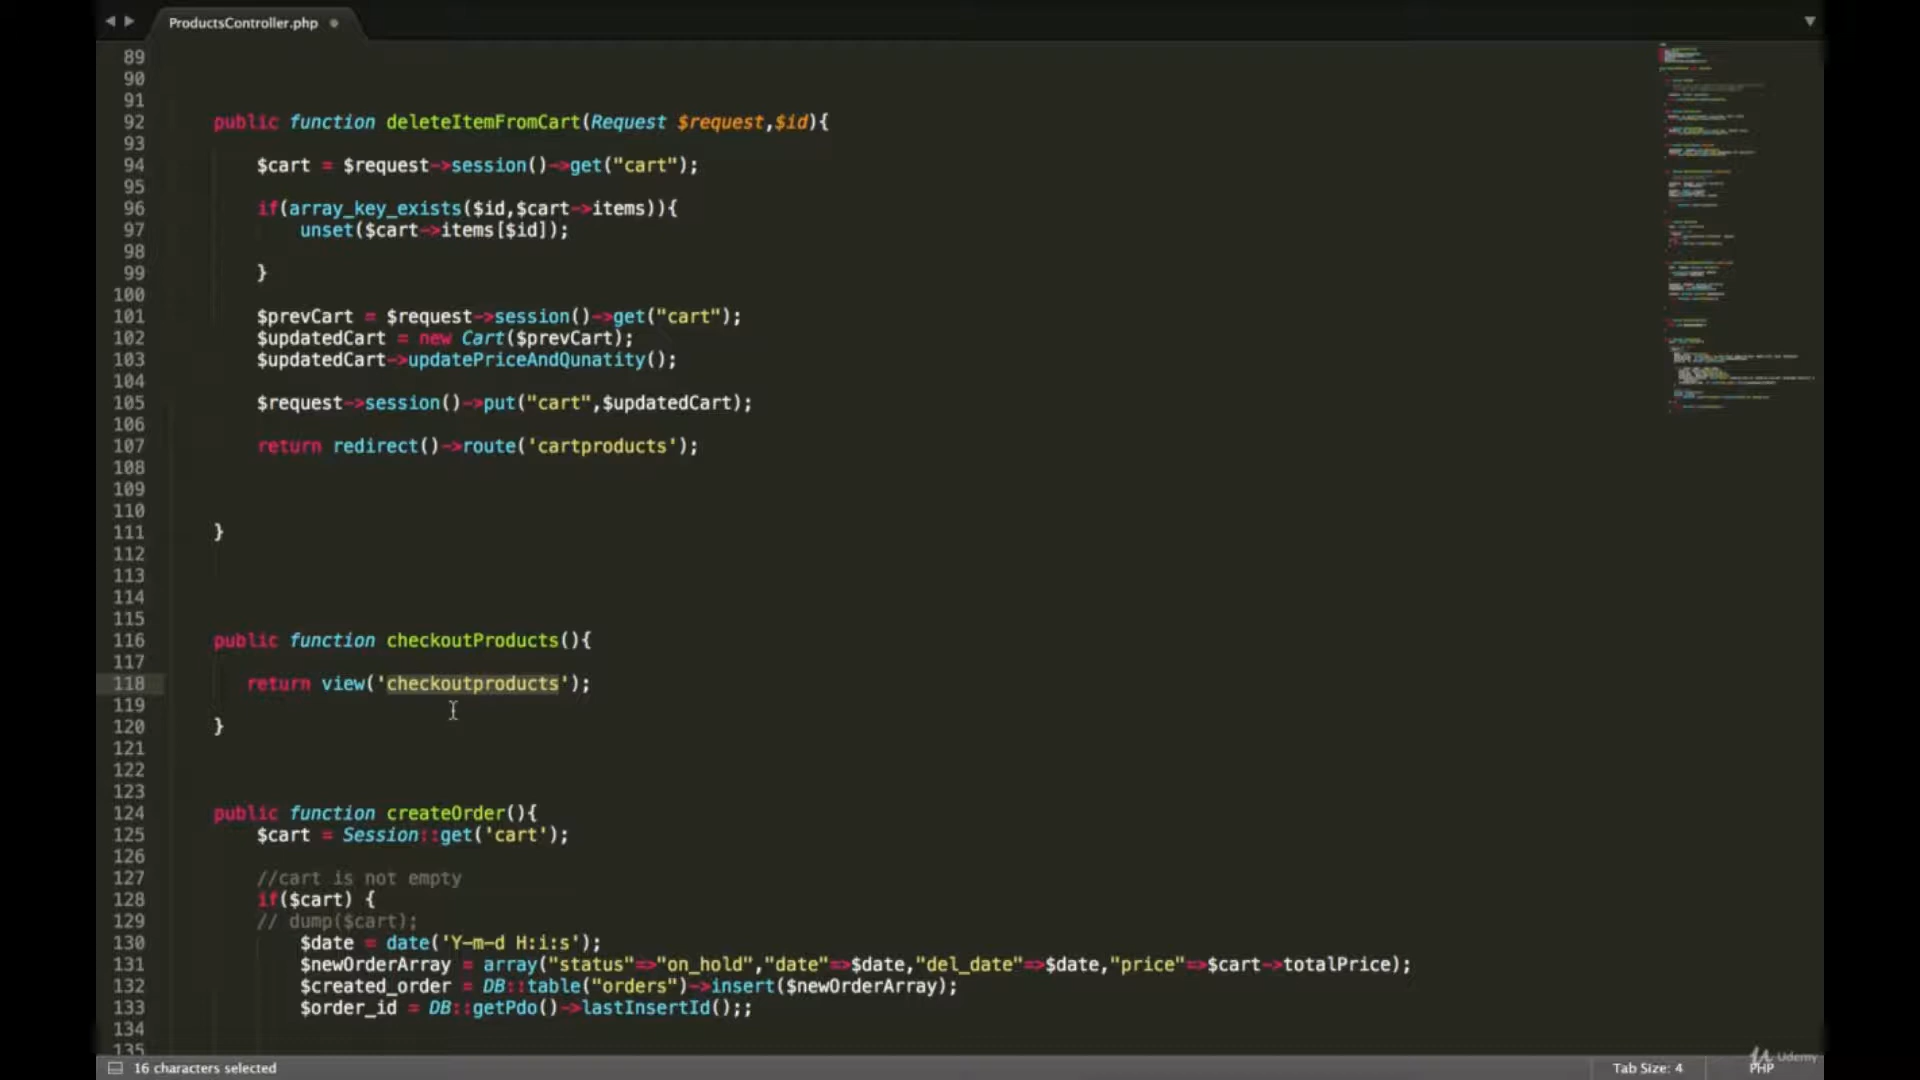 ProductsController.php
89
90
91
92 public function deleteItemFromCart(Request $request,$id){
93
94 $cart = $request->session()->get("cart");
95
96 if(array_key_exists($id,$cart->items)){
97 unset($cart->items[$id]);
98
99 }
100
101 $prevCart = $request->session()->get("cart");
102 $updatedCart = new Cart($prevCart);
103 $updatedCart->updatePriceAndQunatity();
104
105 $request->session()->put("cart",$updatedCart);
106
107 return redirect()->route('cartproducts');
108
109
110
111 }
112
113
114
115
116 public function checkoutProducts(){
117
118 return view('checkoutproducts');
119
120 }
121
122
123
124 public function createOrder(){
125 $cart = Session::get('cart');
126
127 //cart is not empty
128 if($cart) {
129 // dump($cart);
130 $date = date('Y-m-d H:i:s');
131 $newOrderArray = array("status"=>"on_hold","date"=>$date,"del_date"=>$date,"price"=>$cart->totalPrice);
132 $created_order = DB::table("orders")->insert($newOrderArray);
133 $order_id = DB::getPdo()->lastInsertId();;
134
135
16 characters selected
Tab Size: 4
PHP
Udemy